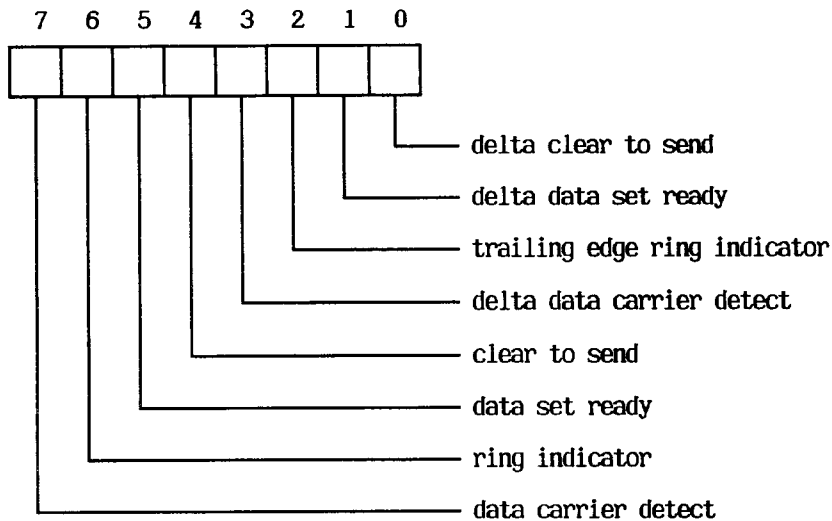 7 6 5 4 3 2 1 0
delta clear to send
delta data set ready
trailing edge ring indicator
delta data carrier detect
clear to send
data set ready
ring indicator
data carrier detect